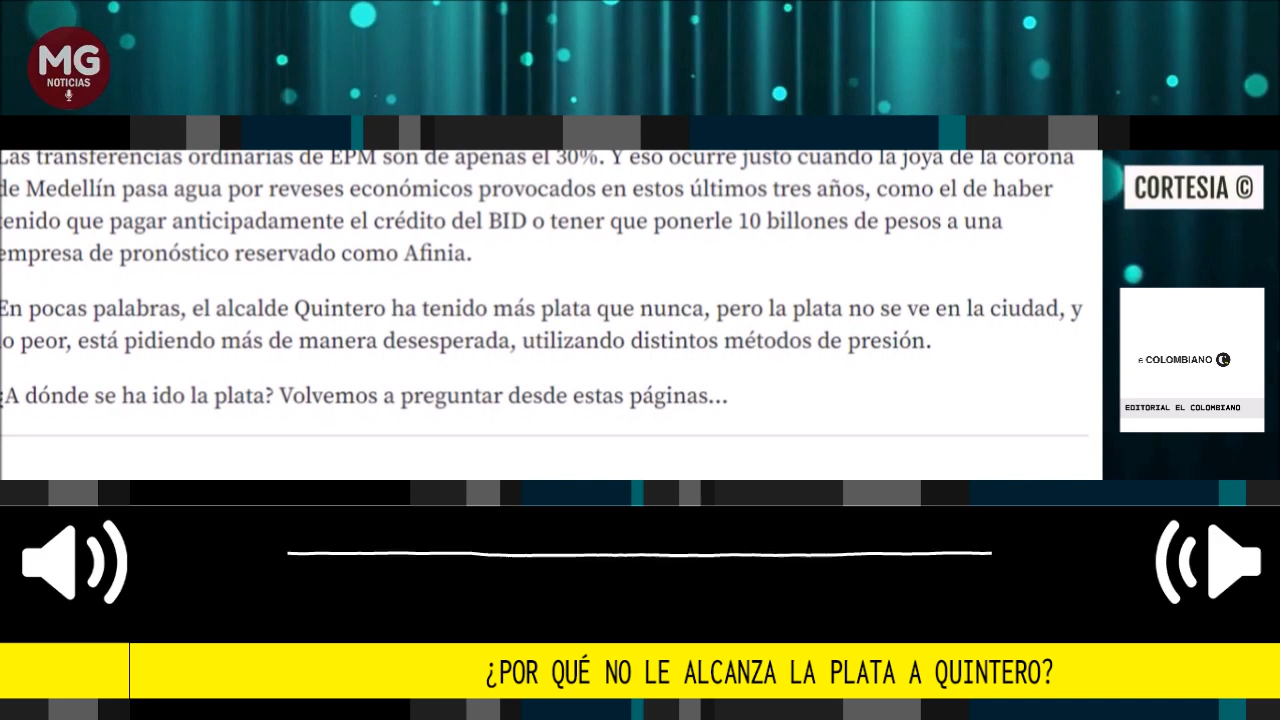 MG
NOTICIAS
Las transferencias ordinarias de EPM son de apenas el 30%. Y eso ocurre justo cuando la joya de la corona
de Medellín pasa agua por reveses económicos provocados en estos últimos tres años, como el de haber
tenido que pagar anticipadamente el crédito del BID o tener que ponerle 10 billones de pesos a una
empresa de pronóstico reservado como Afinia.
En pocas palabras, el alcalde Quintero ha tenido más plata que nunca, pero la plata no se ve en la ciudad, y
lo peor, está pidiendo más de manera desesperada, utilizando distintos métodos de presión.
¿A dónde se ha ido la plata? Volvemos a preguntar desde estas páginas...
CORTESIA ©
EL COLOMBIANO
EDITORIAL EL COLOMBIANO
¿POR QUÉ NO LE ALCANZA LA PLATA A QUINTERO?